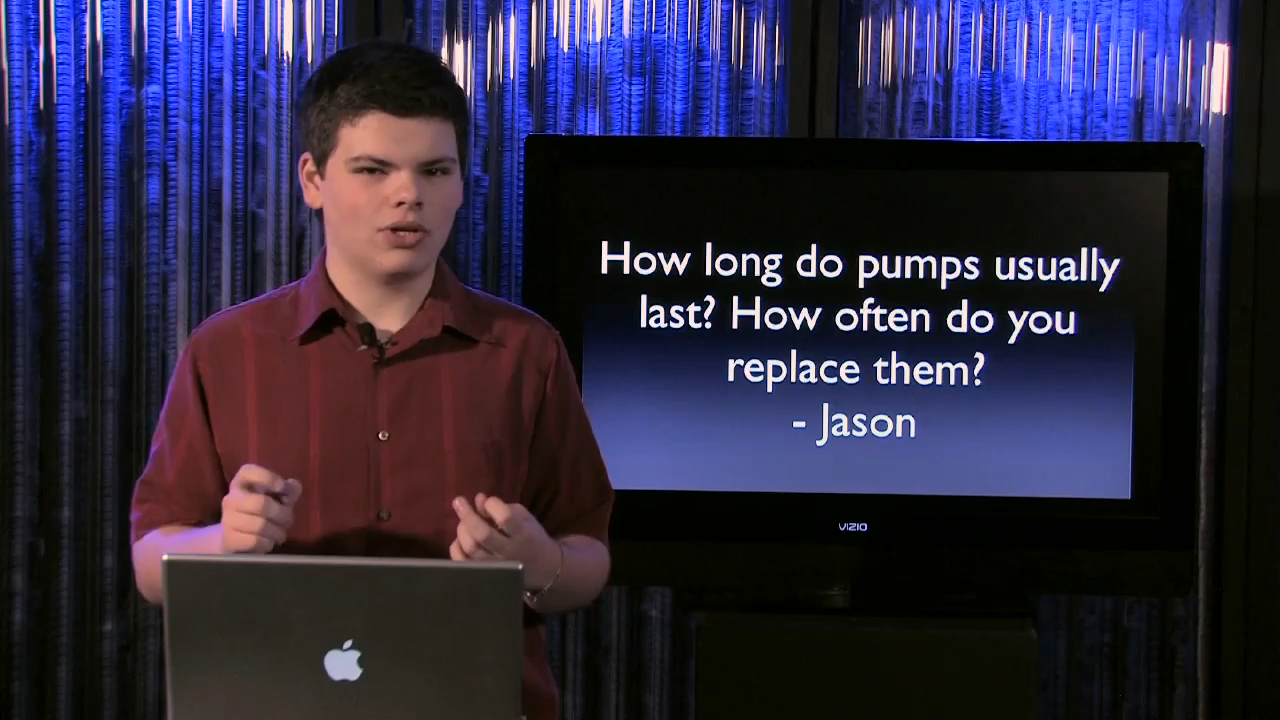 How long do pumps usually
last? How often do you
replace them?
- Jason
VIZIO